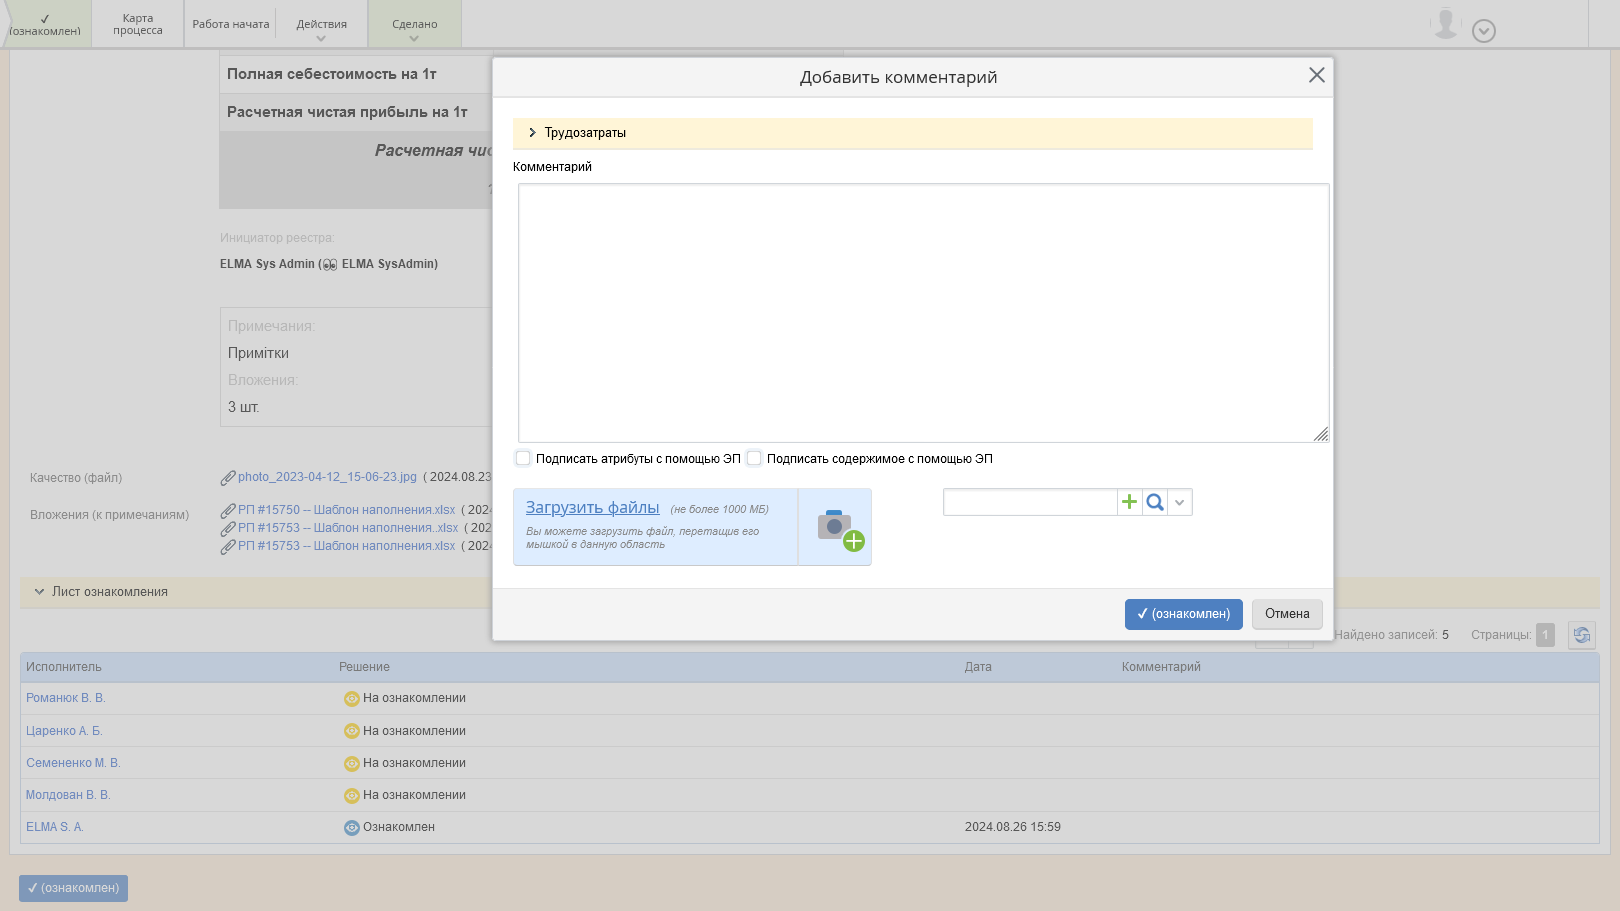 ✓
(ознакомлен)
Карта
процесса
Работа начата
Действия
Сделано
Полная себестоимость на 1т
Расчетная чистая прибыль на 1т
Расчетная
Инициатор реестра:
ELMA Sys Admin (👀 ELMA SysAdmin)
Примечания:
Примітки
Вложения:
3 шт.
Качество (файл)
photo_2023-04-12_15-06-23.jpg ( 2024.08.23
Вложения (к примечаниям)
РП #15750 -- Шаблон наполнения.xlsx
РП #15753 -- Шаблон наполнения..xlsx
РП #15753 -- Шаблон наполнения.xlsx
Добавить комментарий
Трудозатраты
Комментарий
Подписать атрибуты с помощью ЭП
Подписать содержимое с помощью ЭП
Загрузить файлы (не более 1000 МБ)
Вы можете загрузить файл, перетащив его
мышкой в данную область
✓ (ознакомлен)
Отмена
Лист ознакомления
Найдено записей: 5
Страницы: 1
Исполнитель Решение Дата Комментарий
Романюк В. В. На ознакомлении
Царенко А. Б. На ознакомлении
Семененко М. В. На ознакомлении
Молдован В. В. На ознакомлении
ELMA S. A. Ознакомлен 2024.08.26 15:59
✓ (ознакомлен)